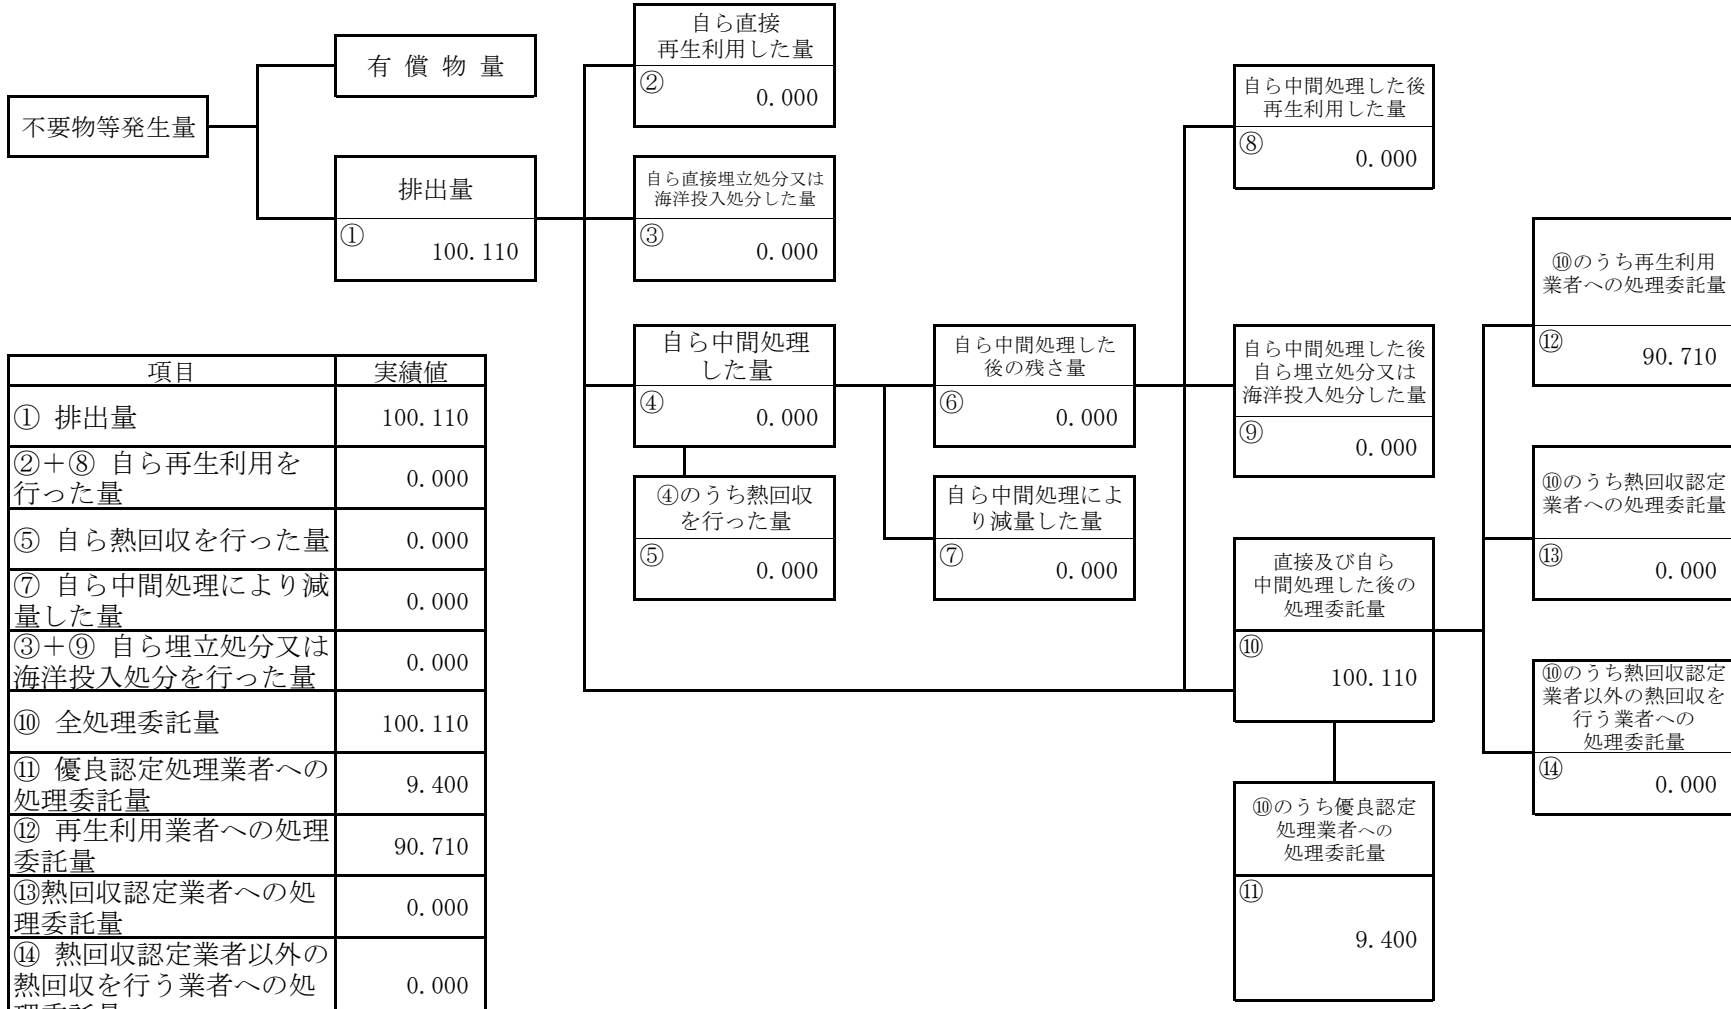 不要物等発生量
有 償 物 量
排出量
①
100.110
自ら直接
再生利用した量
②
0.000
自ら直接埋立処分又は
海洋投入処分した量
③
0.000
自ら中間処理
した量
④
0.000
④のうち熱回収
を行った量
⑤
0.000
自ら中間処理した
後の残さ量
⑥
0.000
自ら中間処理によ
り減量した量
⑦
0.000
自ら中間処理した後
再生利用した量
⑧
0.000
自ら中間処理した後
自ら埋立処分又は
海洋投入処分した量
⑨
0.000
直接及び自ら
中間処理した後の
処理委託量
⑩
100.110
⑩のうち優良認定
処理業者への
処理委託量
⑪
9.400
⑩のうち再生利用
業者への処理委託量
⑫
90.710
⑩のうち熱回収認定
業者への処理委託量
⑬
0.000
⑩のうち熱回収認定
業者以外の熱回収を
行う業者への
処理委託量
⑭
0.000
項目 実績値
① 排出量 100.110
②＋⑧ 自ら再生利用を
行った量 0.000
⑤ 自ら熱回収を行った量 0.000
⑦ 自ら中間処理により減
量した量 0.000
③＋⑨ 自ら埋立処分又は
海洋投入処分を行った量 0.000
⑩ 全処理委託量 100.110
⑪ 優良認定処理業者への
処理委託量 9.400
⑫ 再生利用業者への処理
委託量 90.710
⑬熱回収認定業者への処
理委託量 0.000
⑭ 熱回収認定業者以外の
熱回収を行う業者への処 0.000